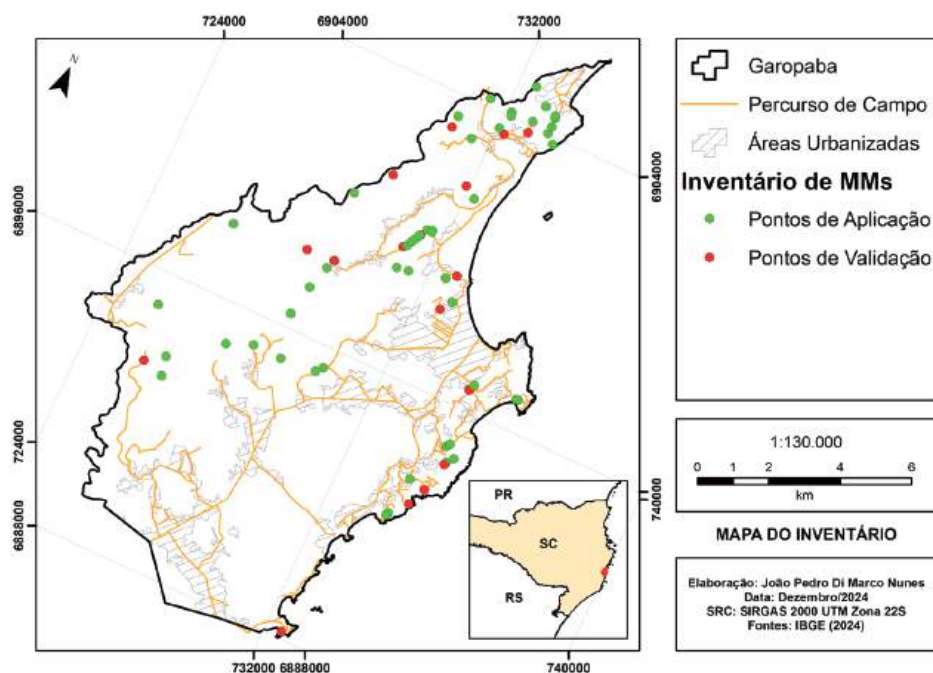 724000
6904000
732000
N
6896000
724000
6888000
6904000
740000
732000
6888000
740000
PR
SC
RS
Garopaba
Percurso de Campo
Áreas Urbanizadas
Inventário de MMs
Pontos de Aplicação
Pontos de Validação
1:130.000
0 1 2 4 6
km
MAPA DO INVENTÁRIO
Elaboração: João Pedro Di Marco Nunes
Data: Dezembro/2024
SRC: SIRGAS 2000 UTM Zona 22S
Fontes: IBGE (2024)